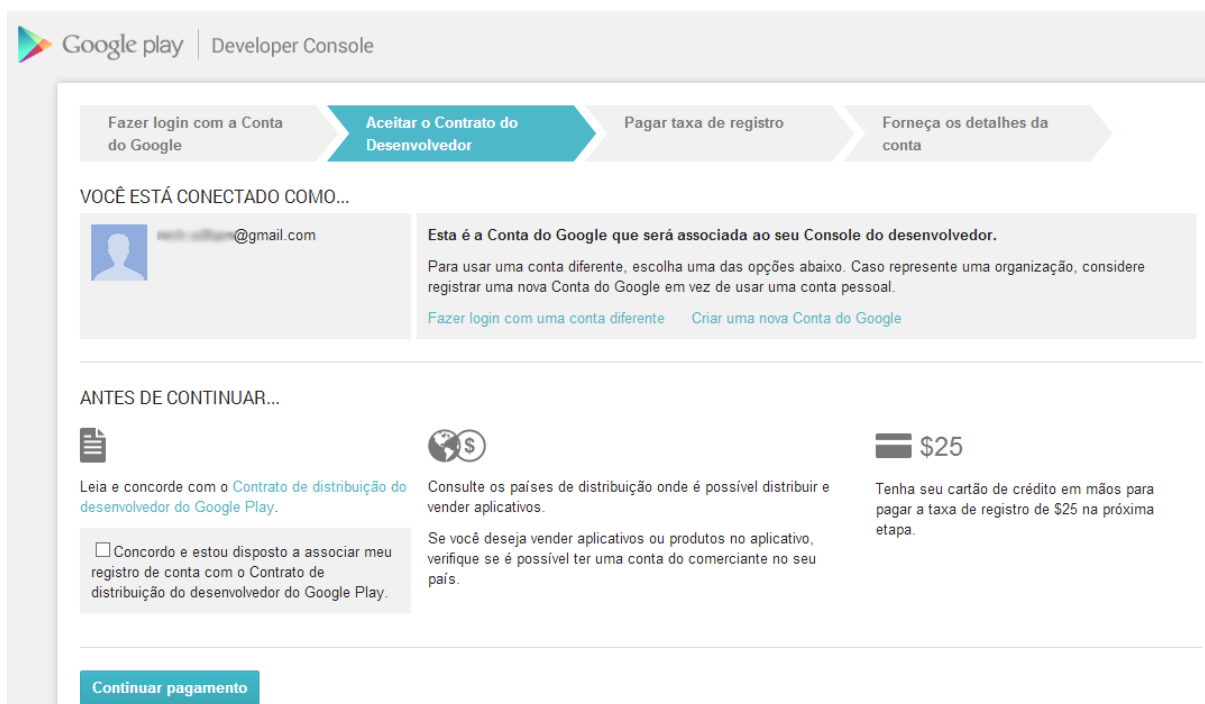 Google play | Developer Console
Fazer login com a Conta
do Google
Aceitar o Contrato do
Desenvolvedor
Pagar taxa de registro
Forneça os detalhes da
conta
VOCÊ ESTÁ CONECTADO COMO...
@gmail.com
Esta é a Conta do Google que será associada ao seu Console do desenvolvedor.
Para usar uma conta diferente, escolha uma das opções abaixo. Caso represente uma organização, considere
registrar uma nova Conta do Google em vez de usar uma conta pessoal.
Fazer login com uma conta diferente Criar uma nova Conta do Google
ANTES DE CONTINUAR...
Leia e concorde com o Contrato de distribuição do
desenvolvedor do Google Play.
Concordo e estou disposto a associar meu
registro de conta com o Contrato de
distribuição do desenvolvedor do Google Play.
$
Consulte os países de distribuição onde é possível distribuir e
vender aplicativos.
Se você deseja vender aplicativos ou produtos no aplicativo,
verifique se é possível ter uma conta do comerciante no seu
país.
$25
Tenha seu cartão de crédito em mãos para
pagar a taxa de registro de $25 na próxima
etapa.
Continuar pagamento